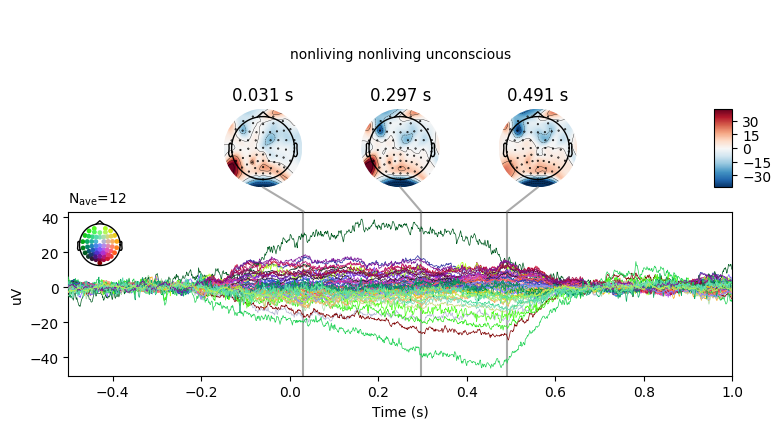 nonliving nonliving unconscious
0.031 s 0.297 s 0.491 s
30
15
0
−15
−30
Nave=12
40
20
0
−20
−40
uV
−0.4 −0.2 0.0 0.2 0.4 0.6 0.8 1.0
Time (s)